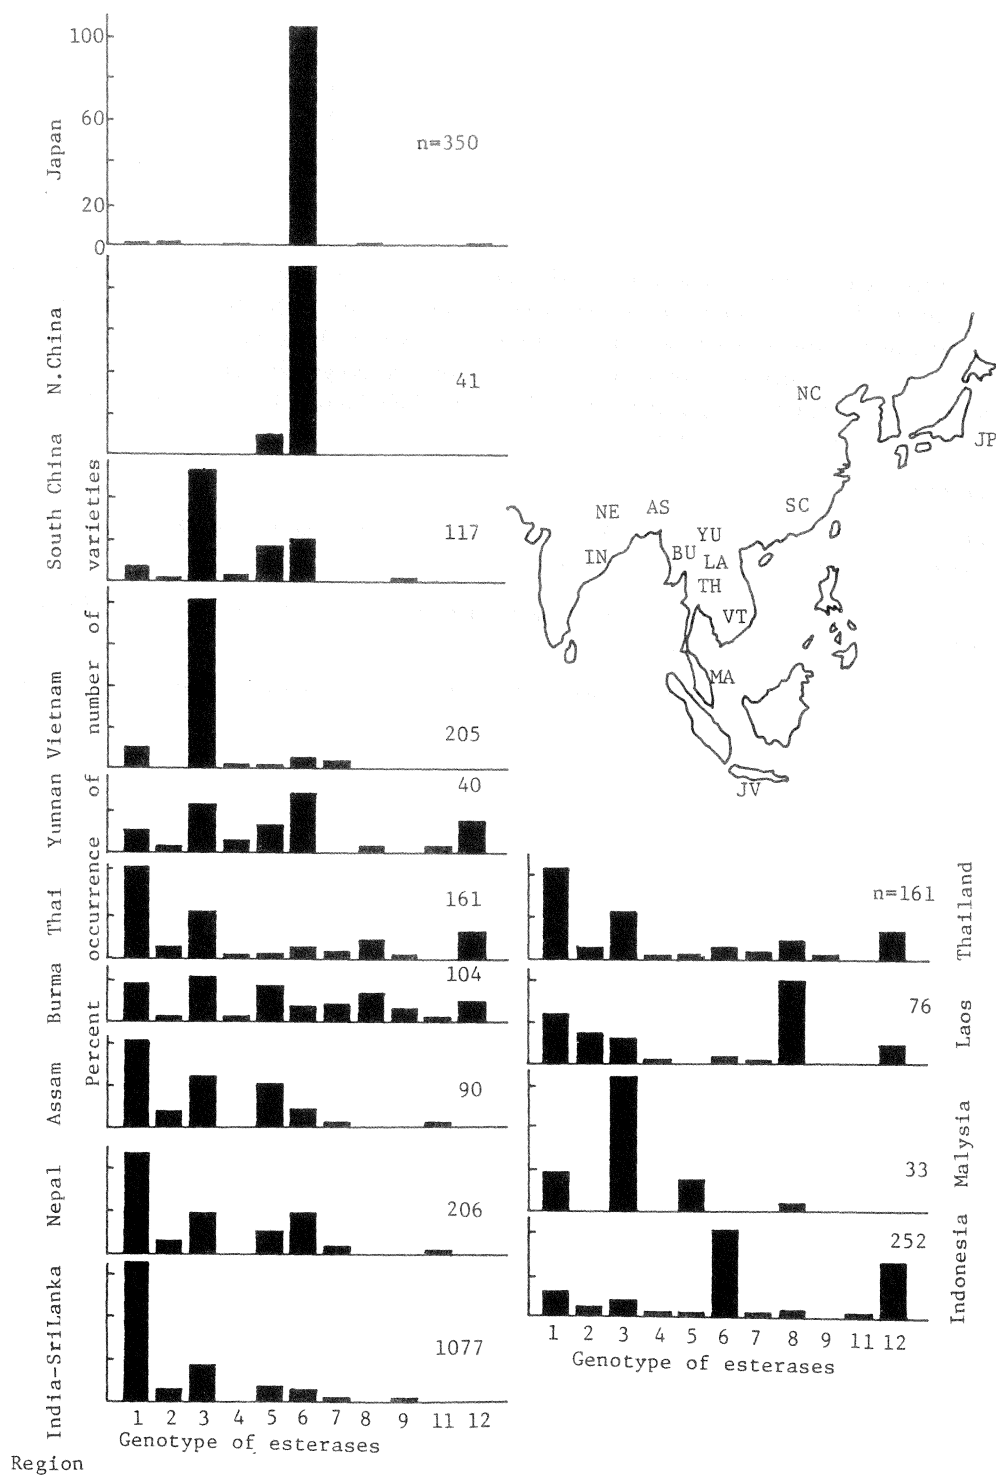 100
60
20
0
Japan
n=350
N.China
41
South China
117
Vietnam
205
Yunnan
40
Thai
161
Burma
104
Assam
90
Nepal
206
India-SriLanka
1077
Percent occurrence of number of varieties
1 2 3 4 5 6 7 8 9 11 12
Genotype of esterases
Region
NC
JP
NE AS SC
YU
IN BU LA
TH
VT
MA
JV
n=161
Thailand
76
Laos
33
Malysia
252
Indonesia
1 2 3 4 5 6 7 8 9 11 12
Genotype of esterases